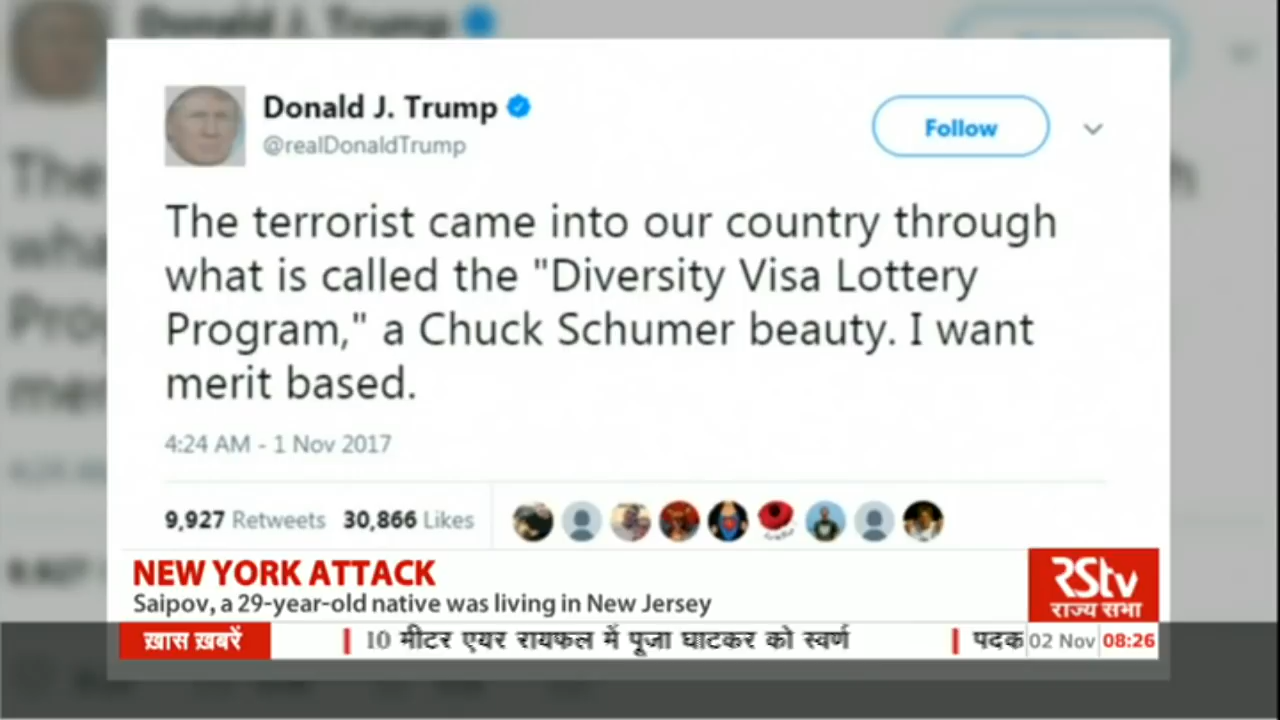 Donald J. Trump
@realDonaldTrump
Follow
The terrorist came into our country through
what is called the "Diversity Visa Lottery
Program," a Chuck Schumer beauty. I want
merit based.
4:24 AM - 1 Nov 2017
9,927 Retweets 30,866 Likes
NEW YORK ATTACK
Saipov, a 29-year-old native was living in New Jersey
RStv
राज्य सभा
ख़ास ख़बरें
10 मीटर एयर रायफल में पूजा घाटकर को स्वर्ण
पदक
02 Nov 08:26